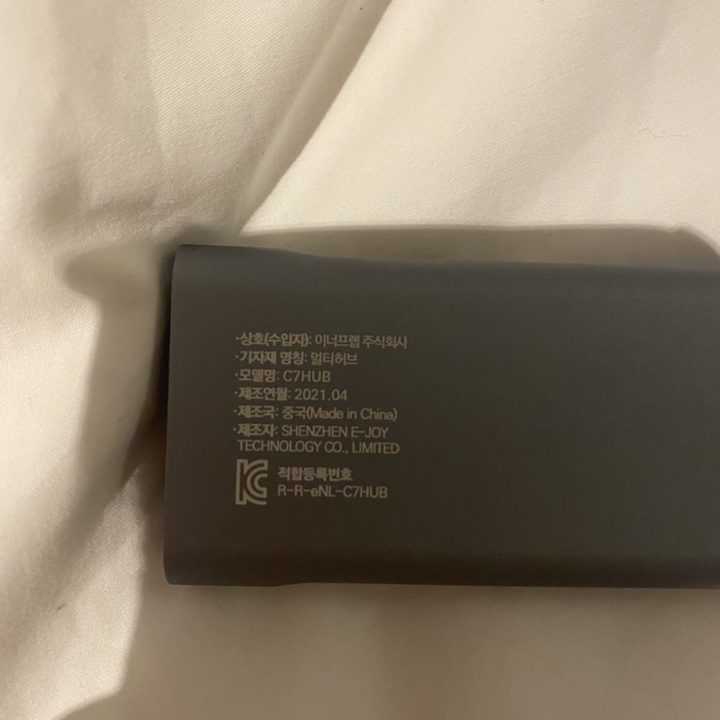 ·상호(수입자): 이너프렙 주식회사
·기자재 명칭: 멀티허브
·모델명: C7HUB
·제조연월: 2021.04
·제조국: 중국(Made in China)
·제조자: SHENZHEN E-JOY
TECHNOLOGY CO., LIMITED
적합등록번호
R-R-eNL-C7HUB